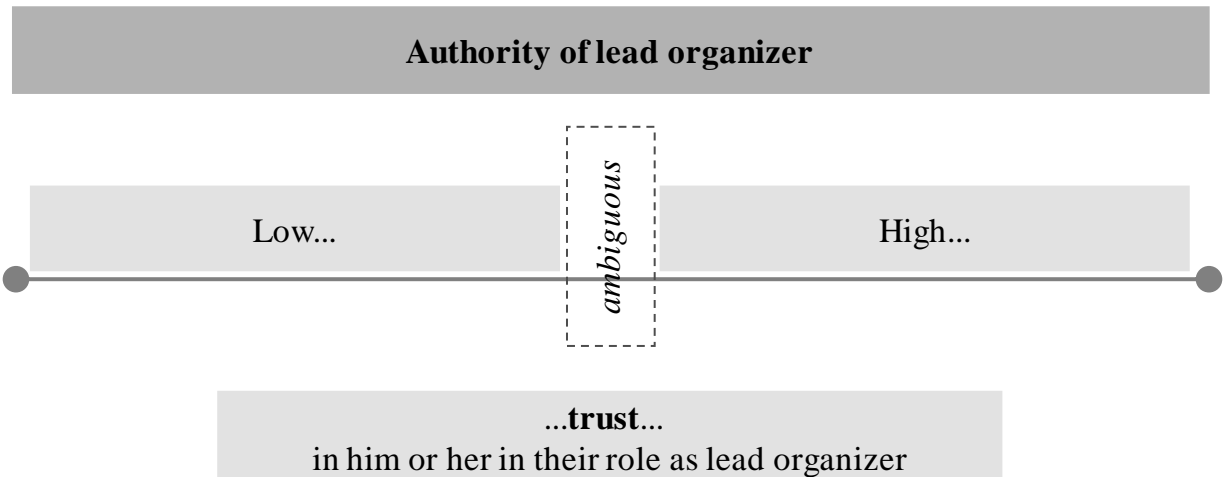 Authority of lead organizer
Low...
ambiguous
High...
...trust...
in him or her in their role as lead organizer